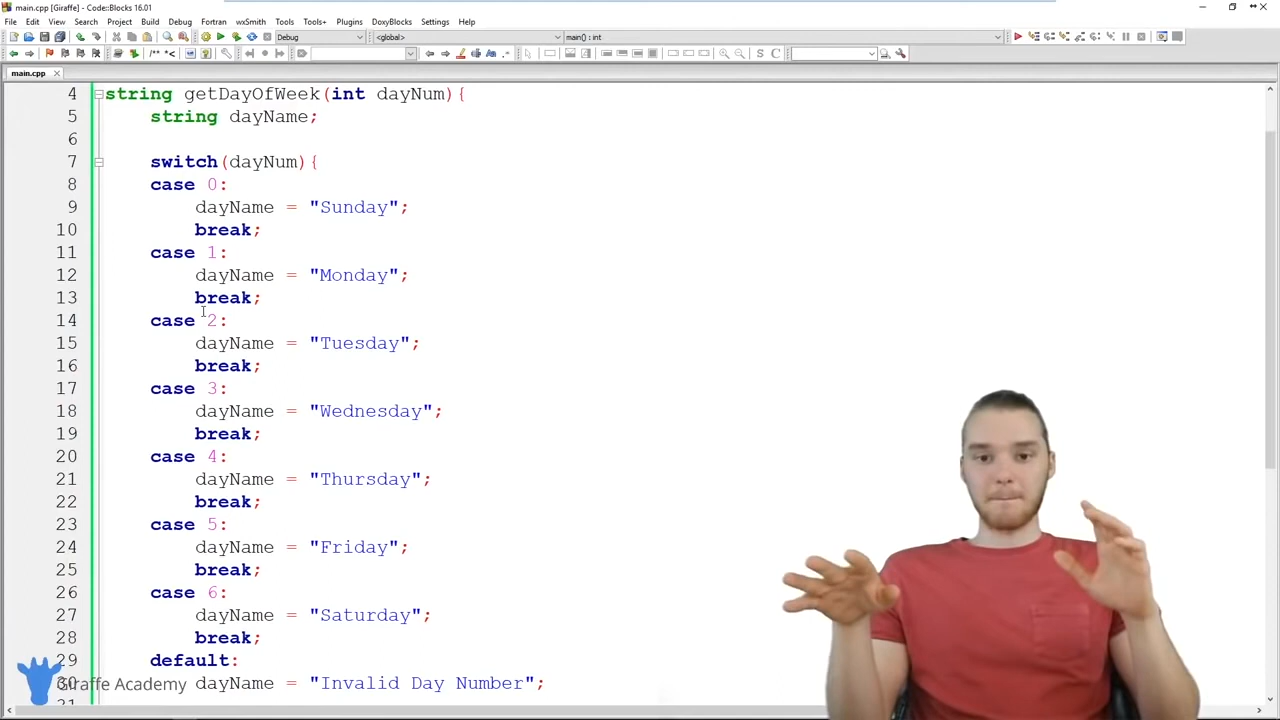 main.cpp [Giraffe] - Code::Blocks 16.01
File Edit View Search Project Build Debug Fortran wxSmith Tools Tools+ Plugins DoxyBlocks Settings Help
Debug <global> main() : int
main.cpp
4 string getDayOfWeek(int dayNum){
5 string dayName;
6
7 switch(dayNum){
8 case 0:
9 dayName = "Sunday";
10 break;
11 case 1:
12 dayName = "Monday";
13 break;
14 case 2:
15 dayName = "Tuesday";
16 break;
17 case 3:
18 dayName = "Wednesday";
19 break;
20 case 4:
21 dayName = "Thursday";
22 break;
23 case 5:
24 dayName = "Friday";
25 break;
26 case 6:
27 dayName = "Saturday";
28 break;
29 default:
30 dayName = "Invalid Day Number";
Giraffe Academy